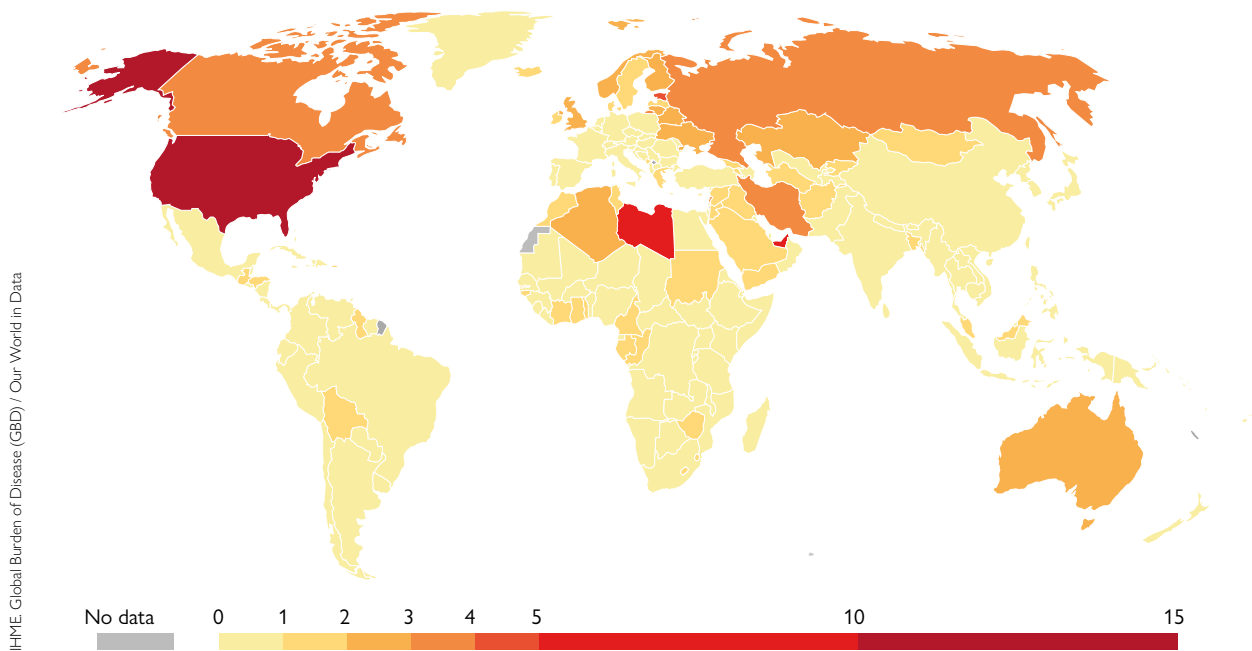 IHME. Global Burden of Disease (GBD) / Our World in Data
No data 0 1 2 3 4 5 10 15